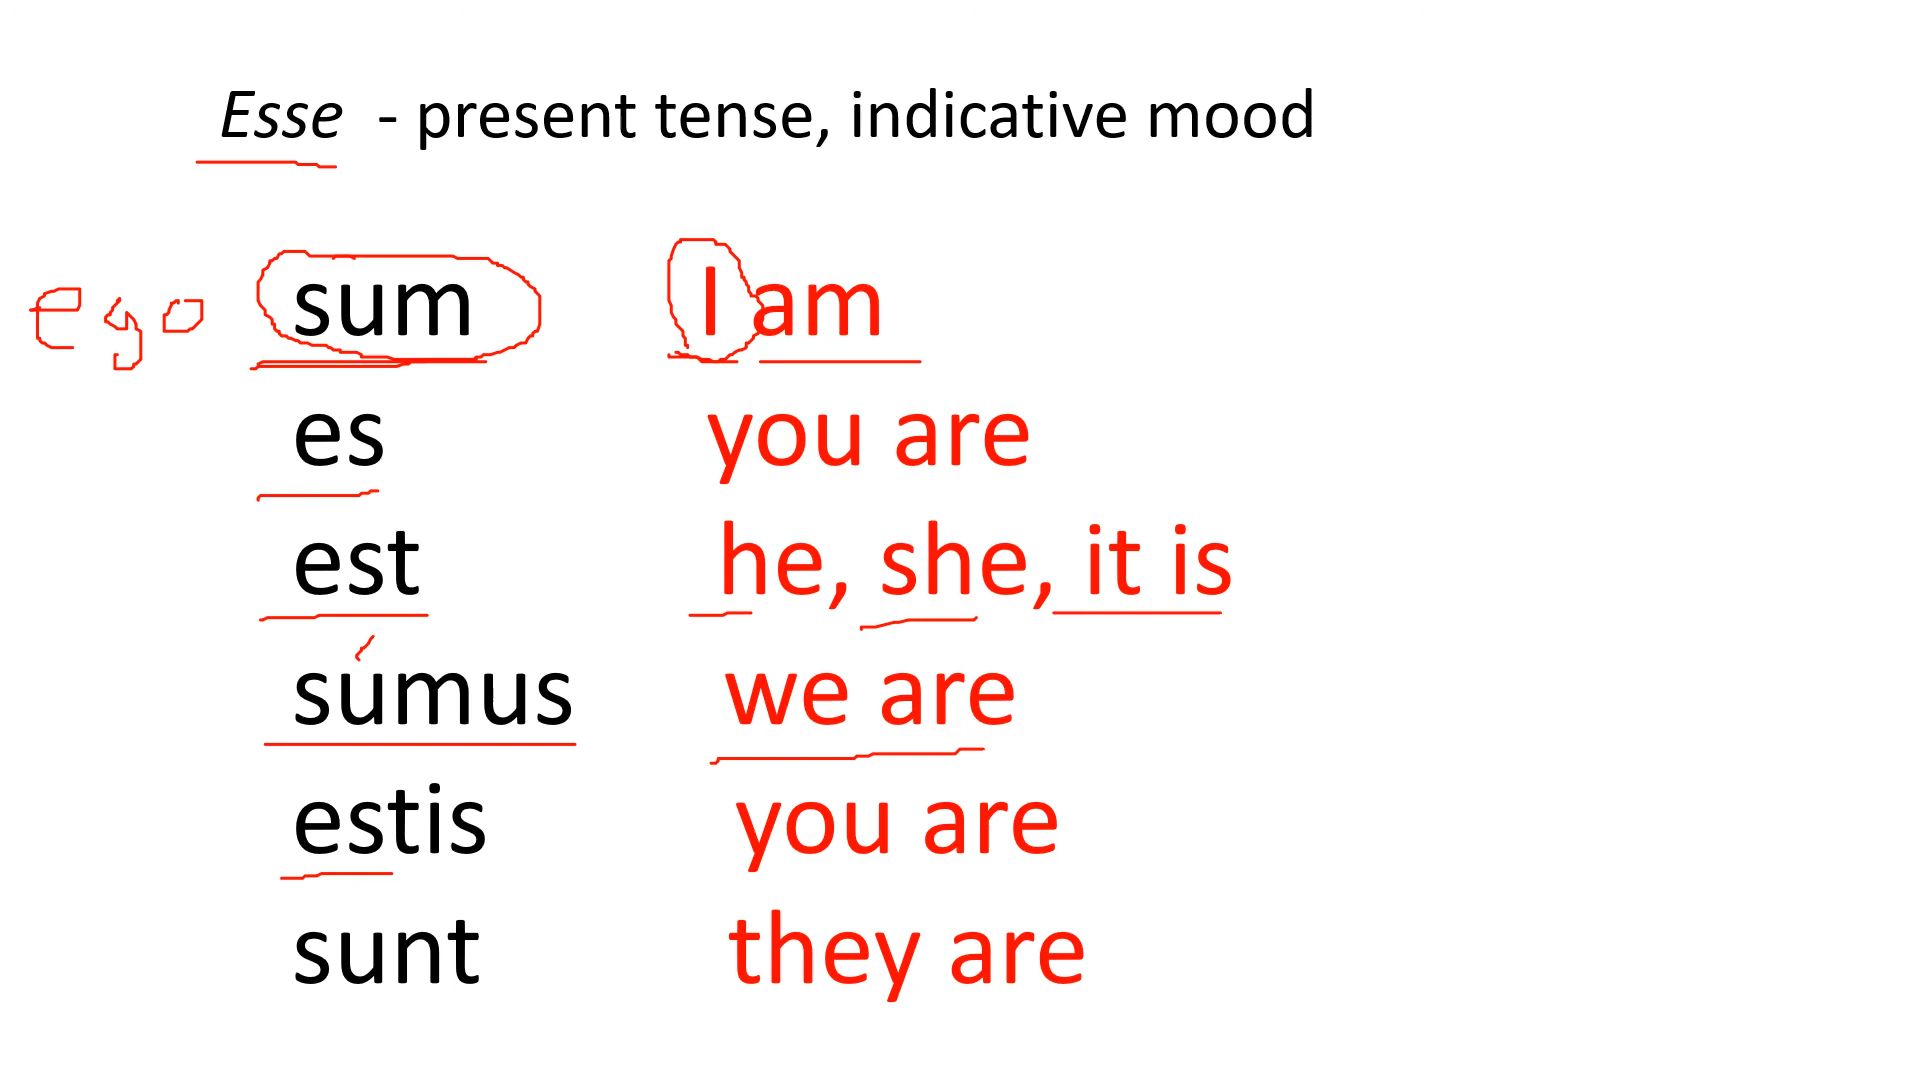 Esse - present tense, indicative mood
ego sum I am
es you are
est he, she, it is
súmus we are
estis you are
sunt they are